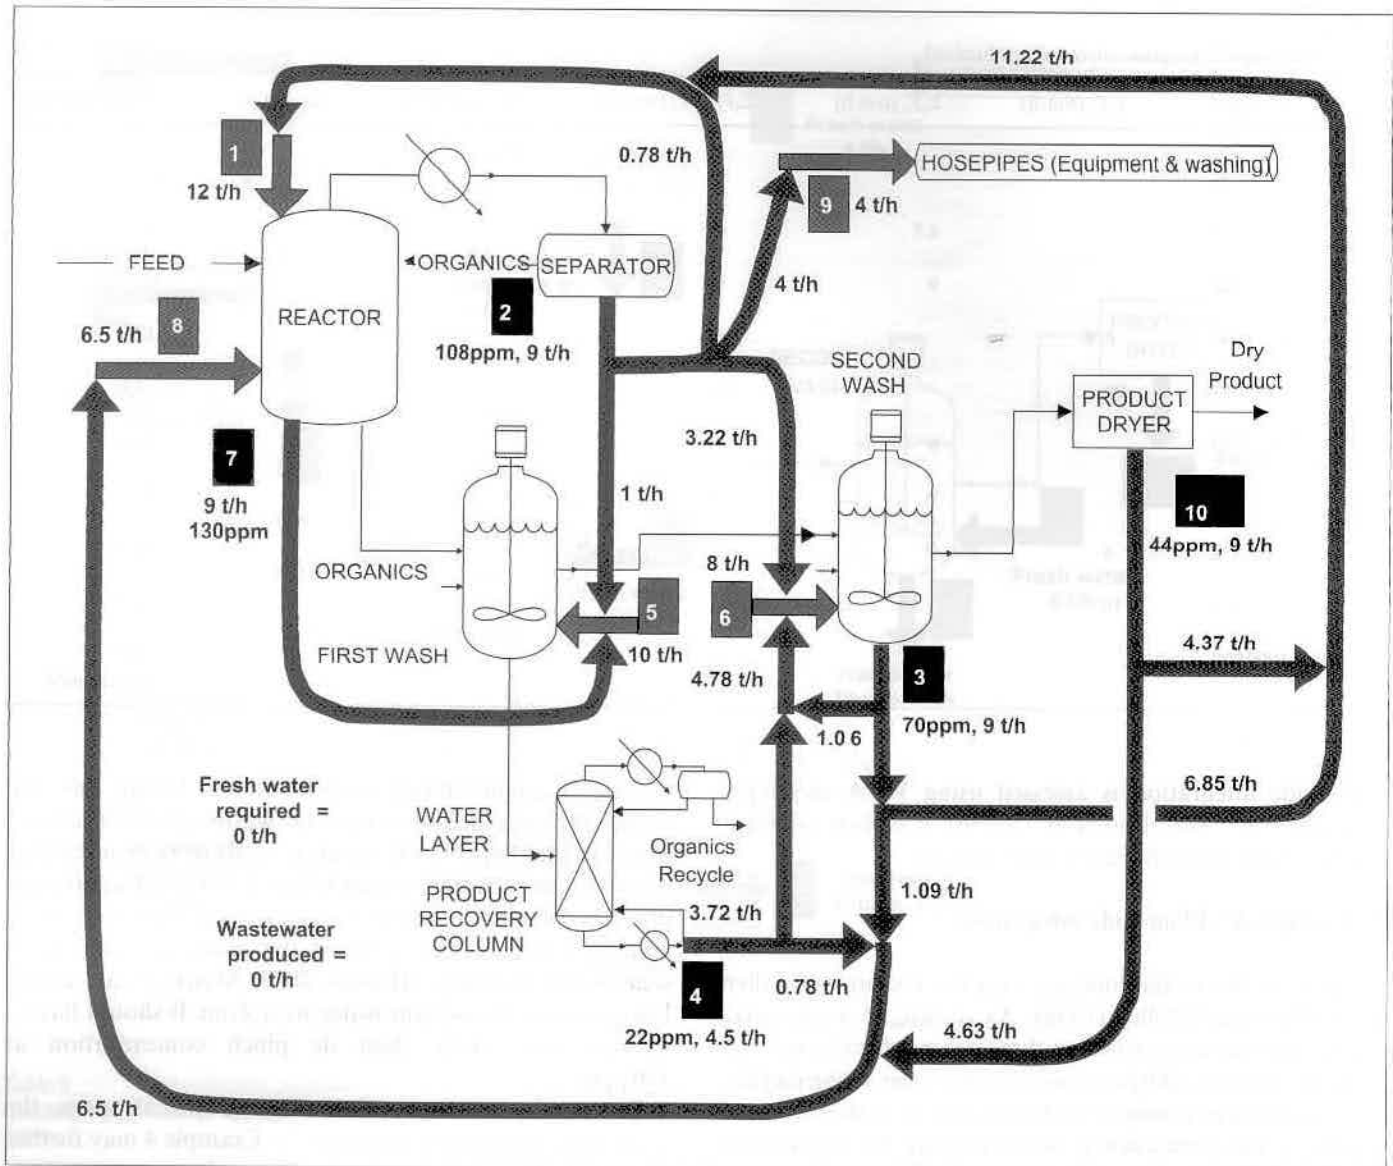 11.22 t/h
0.78 t/h
HOSEPIPES (Equipment & washing)
1
12 t/h
9
4 t/h
FEED
ORGANICS
SEPARATOR
4 t/h
REACTOR
2
6.5 t/h
8
108ppm, 9 t/h
SECOND
WASH
Dry
Product
PRODUCT
DRYER
3.22 t/h
7
9 t/h
130ppm
1 t/h
10
44ppm, 9 t/h
ORGANICS
8 t/h
5
6
FIRST WASH
10 t/h
4.37 t/h
4.78 t/h
3
70ppm, 9 t/h
1.0 6
Fresh water
required =
0 t/h
6.85 t/h
WATER
LAYER
Organics
Recycle
PRODUCT
RECOVERY
COLUMN
3.72 t/h
1.09 t/h
Wastewater
produced =
0 t/h
4
0.78 t/h
22ppm, 4.5 t/h
4.63 t/h
6.5 t/h